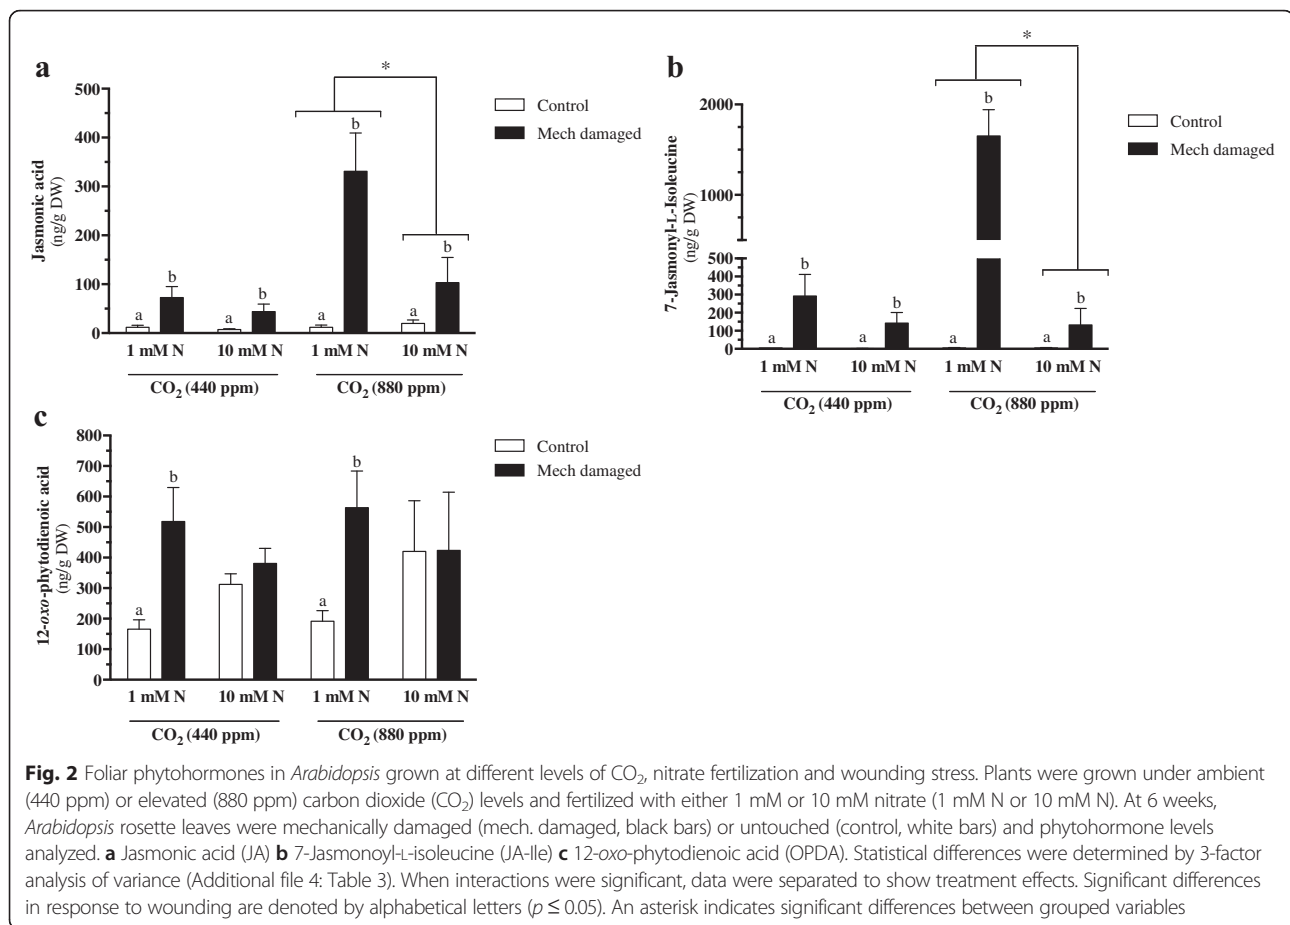 a
Jasmonic acid
(ng/g DW)
500
400
300
200
100
0
a b a b a b a b
*
Control
Mech damaged
1 mM N 10 mM N 1 mM N 10 mM N
CO₂ (440 ppm) CO₂ (880 ppm)
b
7-Jasmonyl-L-Isoleucine
(ng/g DW)
2000
1000
500
400
300
200
100
0
a b a b a b a b
*
Control
Mech damaged
1 mM N 10 mM N 1 mM N 10 mM N
CO₂ (440 ppm) CO₂ (880 ppm)
c
12-oxo-phytodienoic acid
(ng/g DW)
800
700
600
500
400
300
200
100
0
a b a b
Control
Mech damaged
1 mM N 10 mM N 1 mM N 10 mM N
CO₂ (440 ppm) CO₂ (880 ppm)
Fig. 2 Foliar phytohormones in Arabidopsis grown at different levels of CO₂, nitrate fertilization and wounding stress. Plants were grown under ambient
(440 ppm) or elevated (880 ppm) carbon dioxide (CO₂) levels and fertilized with either 1 mM or 10 mM nitrate (1 mM N or 10 mM N). At 6 weeks,
Arabidopsis rosette leaves were mechanically damaged (mech. damaged, black bars) or untouched (control, white bars) and phytohormone levels
analyzed. a Jasmonic acid (JA) b 7-Jasmonoyl-L-isoleucine (JA-Ile) c 12-oxo-phytodienoic acid (OPDA). Statistical differences were determined by 3-factor
analysis of variance (Additional file 4: Table 3). When interactions were significant, data were separated to show treatment effects. Significant differences
in response to wounding are denoted by alphabetical letters (p ≤ 0.05). An asterisk indicates significant differences between grouped variables